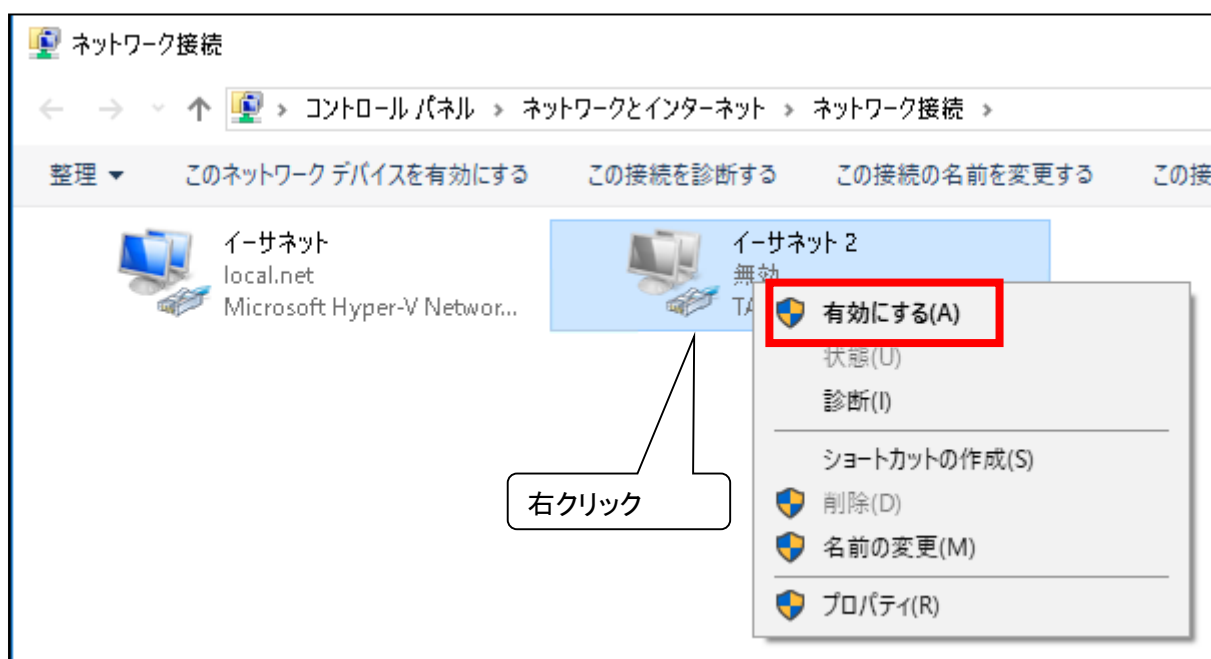 ネットワーク接続
コントロール パネル > ネットワークとインターネット > ネットワーク接続 >
整理 このネットワーク デバイスを有効にする この接続を診断する この接続の名前を変更する この接
イーサネット
local.net
Microsoft Hyper-V Networ...
イーサネット 2
無効
TA
有効にする(A)
状態(U)
診断(I)
ショートカットの作成(S)
削除(D)
名前の変更(M)
プロパティ(R)
右クリック